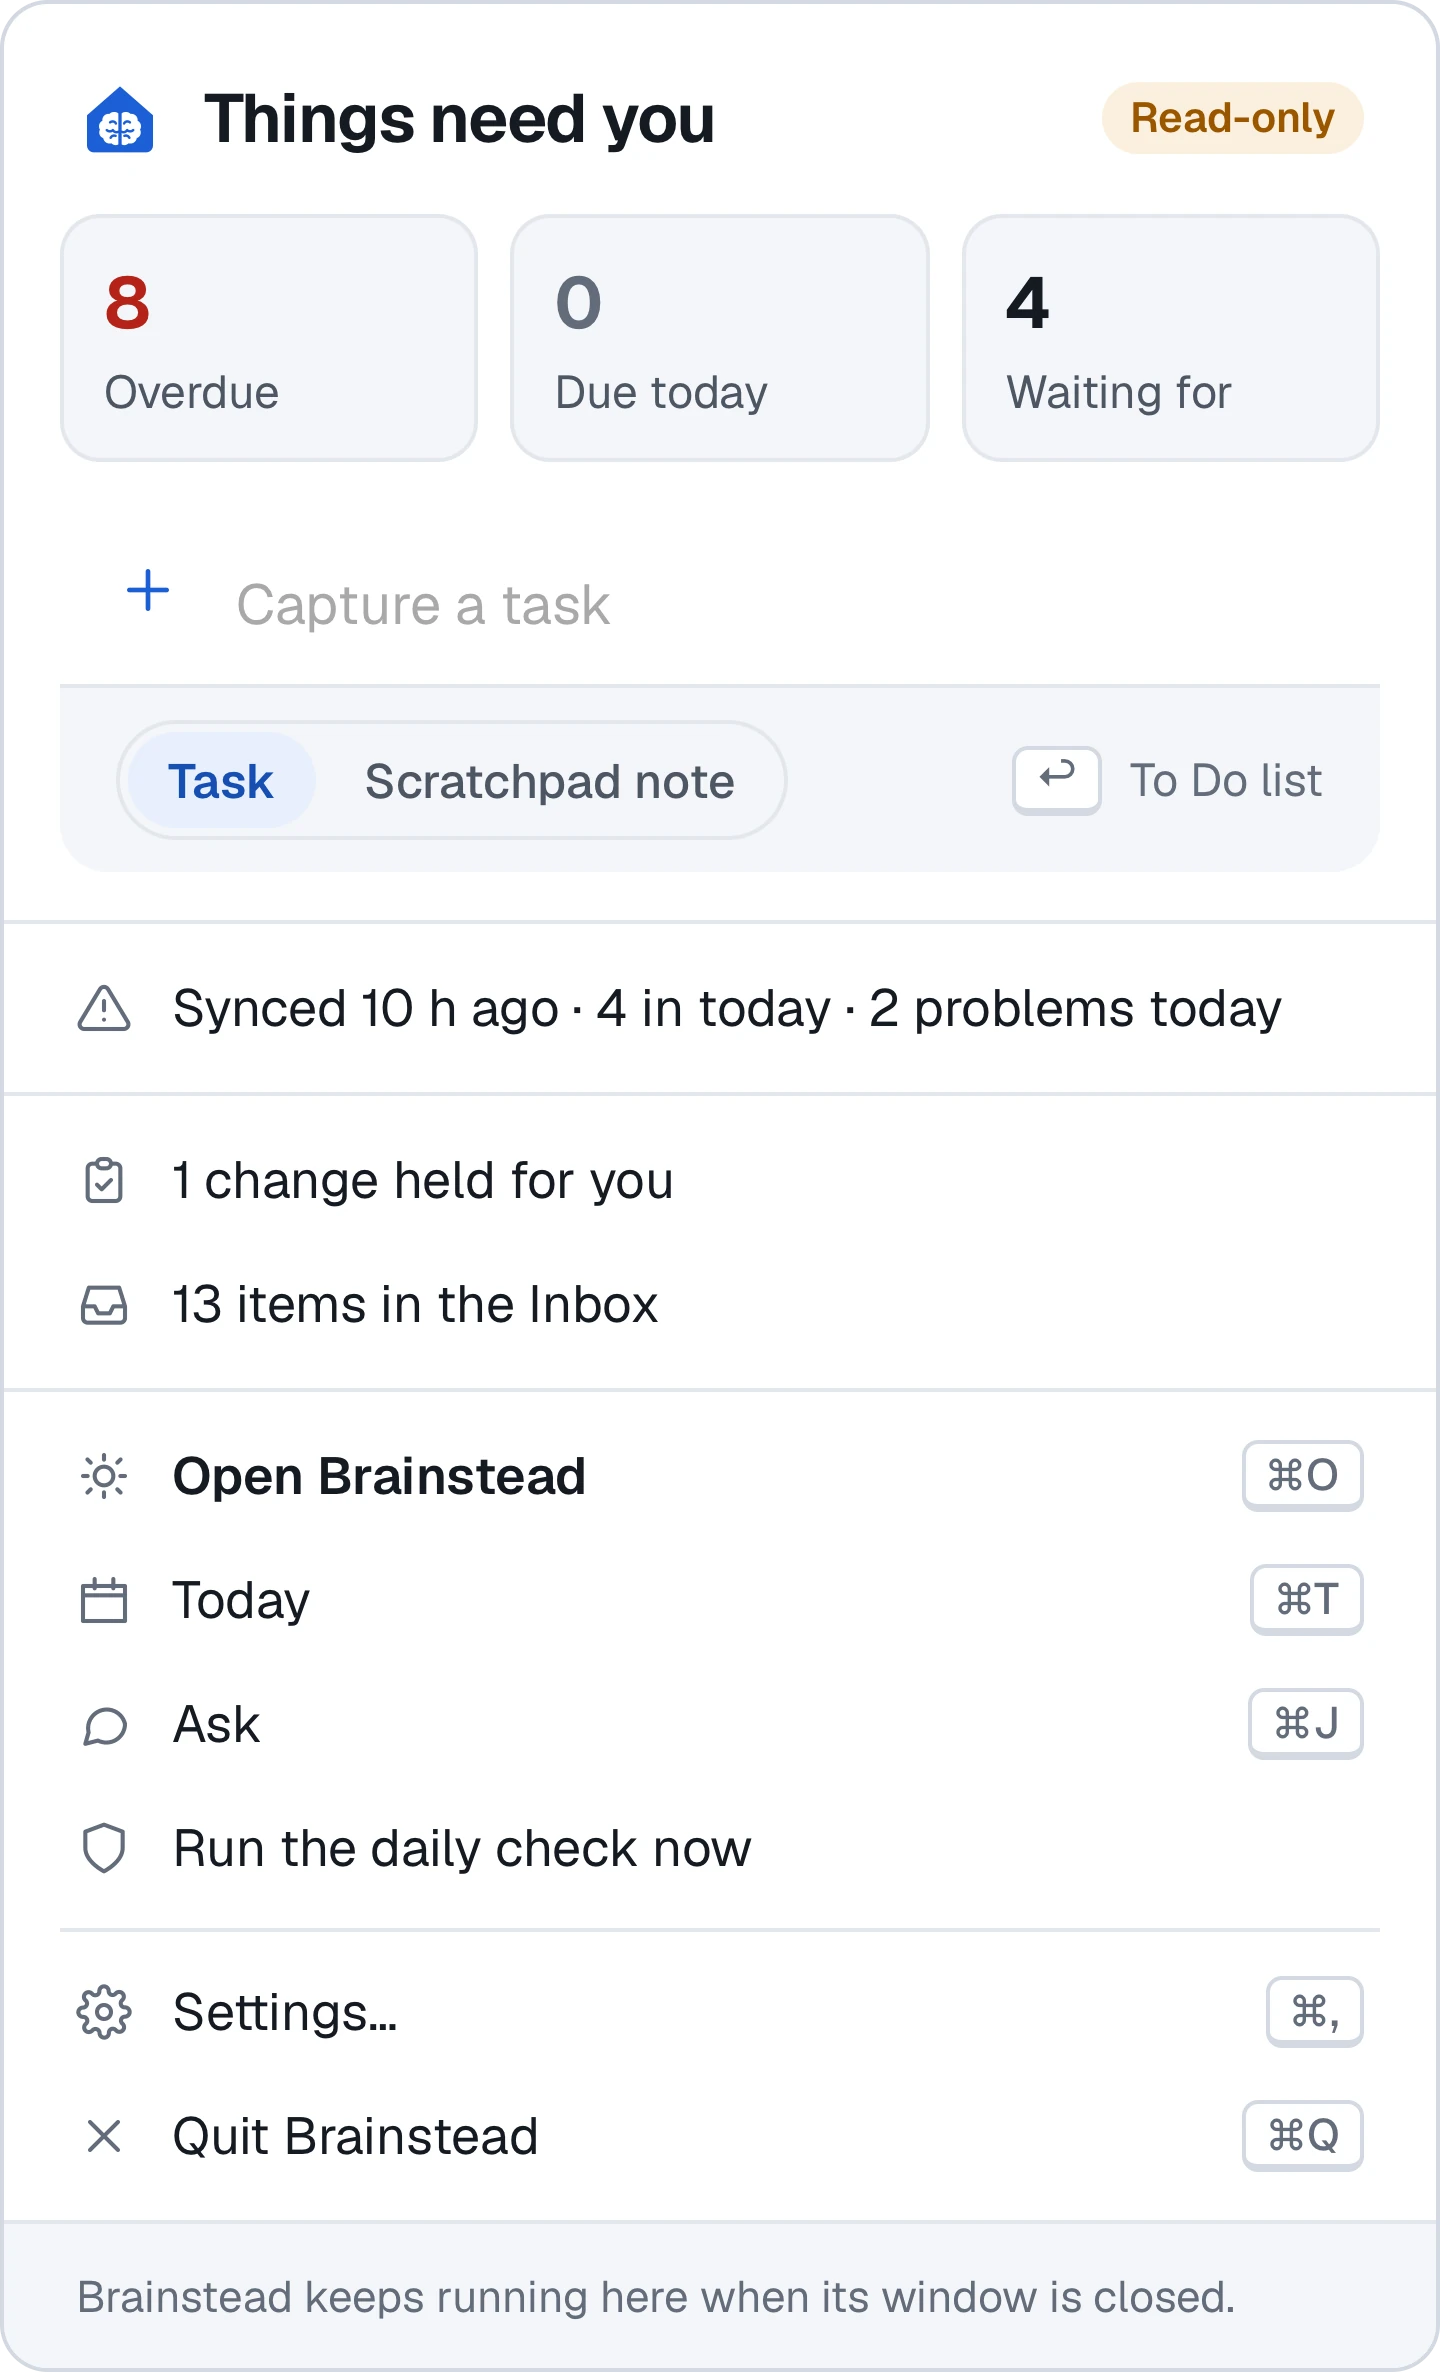 Things need you
Read-only
8
Overdue
0
Due today
4
Waiting for
Capture a task
Task
Scratchpad note
To Do list
Synced 10 h ago · 4 in today · 2 problems today
1 change held for you
13 items in the Inbox
Open Brainstead
⌘O
Today
⌘T
Ask
⌘J
Run the daily check now
Settings…
⌘,
Quit Brainstead
⌘Q
Brainstead keeps running here when its window is closed.